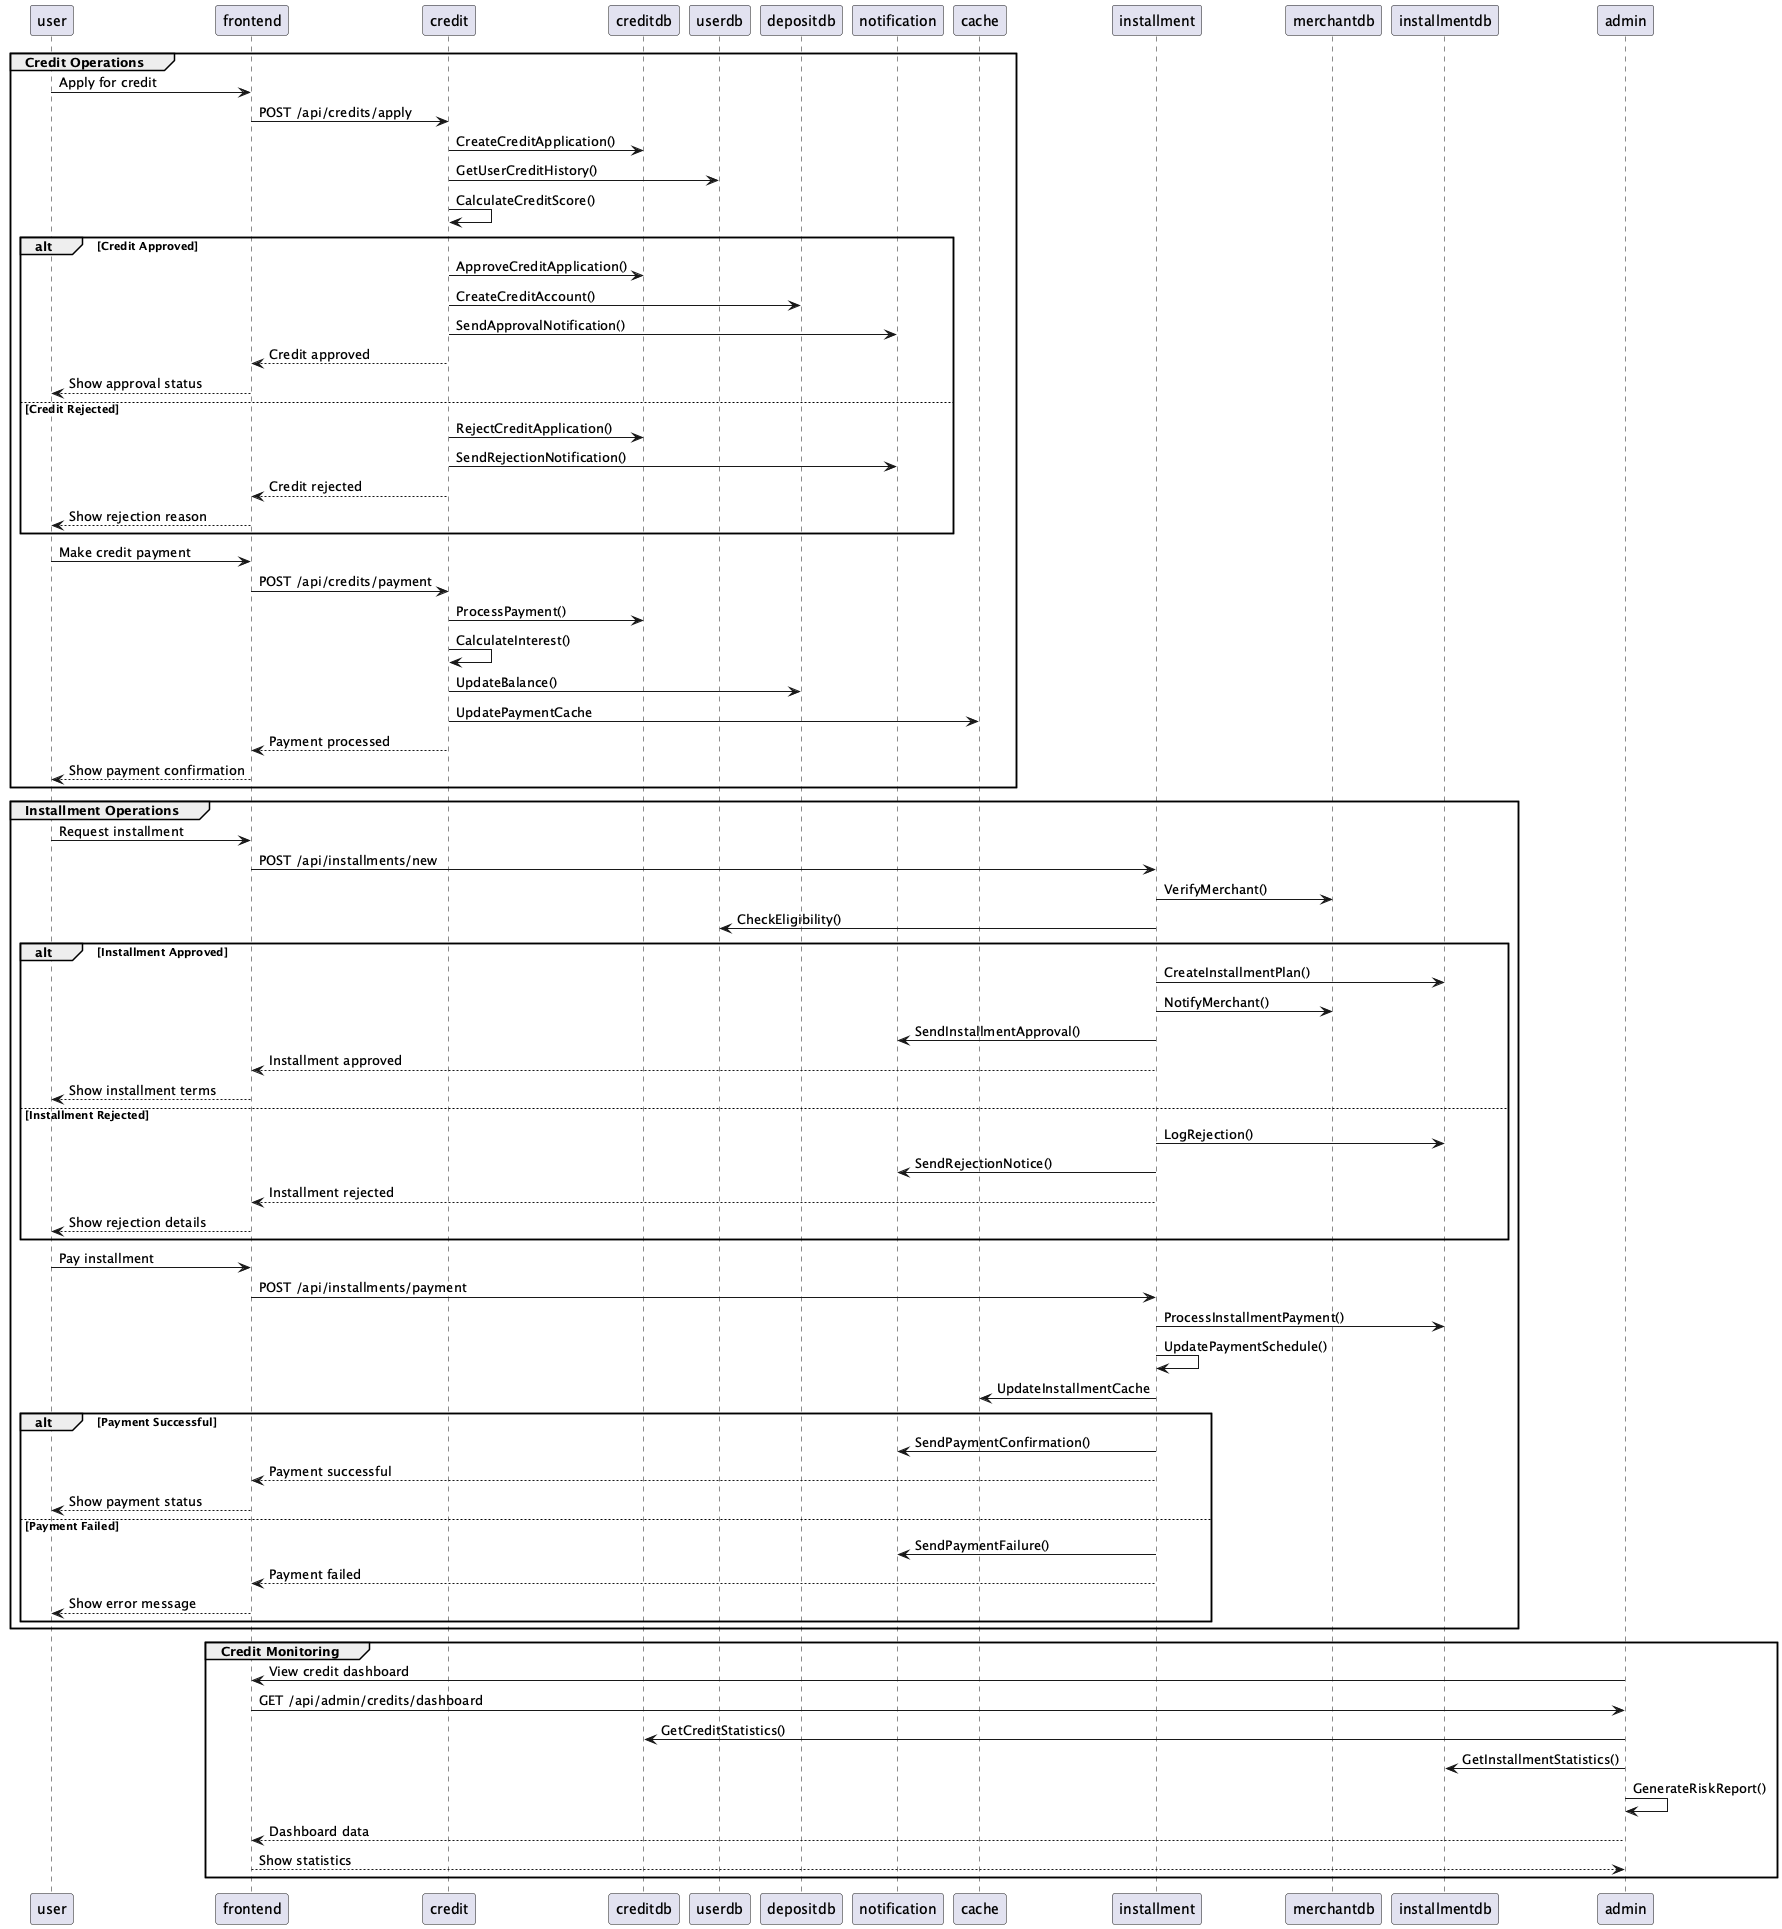 user frontend credit creditdb userdb depositdb notification cache installment merchantdb installmentdb admin
Credit Operations
Apply for credit
POST /api/credits/apply
CreateCreditApplication()
GetUserCreditHistory()
CalculateCreditScore()
alt [Credit Approved]
ApproveCreditApplication()
CreateCreditAccount()
SendApprovalNotification()
Credit approved
Show approval status
[Credit Rejected]
RejectCreditApplication()
SendRejectionNotification()
Credit rejected
Show rejection reason
Make credit payment
POST /api/credits/payment
ProcessPayment()
CalculateInterest()
UpdateBalance()
UpdatePaymentCache
Payment processed
Show payment confirmation
Installment Operations
Request installment
POST /api/installments/new
VerifyMerchant()
CheckEligibility()
alt [Installment Approved]
CreateInstallmentPlan()
NotifyMerchant()
SendInstallmentApproval()
Installment approved
Show installment terms
[Installment Rejected]
LogRejection()
SendRejectionNotice()
Installment rejected
Show rejection details
Pay installment
POST /api/installments/payment
ProcessInstallmentPayment()
UpdatePaymentSchedule()
UpdateInstallmentCache
alt [Payment Successful]
SendPaymentConfirmation()
Payment successful
Show payment status
[Payment Failed]
SendPaymentFailure()
Payment failed
Show error message
Credit Monitoring
View credit dashboard
GET /api/admin/credits/dashboard
GetCreditStatistics()
GetInstallmentStatistics()
GenerateRiskReport()
Dashboard data
Show statistics
user frontend credit creditdb userdb depositdb notification cache installment merchantdb installmentdb admin